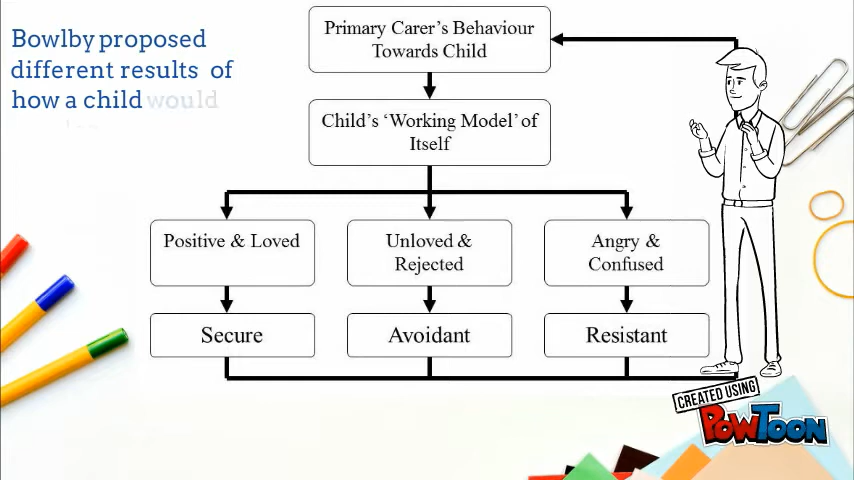 Bowlby proposed
different results of
how a child would
Primary Carer's Behaviour
Towards Child
Child's ‘Working Model’ of
Itself
Positive & Loved
Unloved &
Rejected
Angry &
Confused
Secure
Avoidant
Resistant
CREATED USING
POWTOON